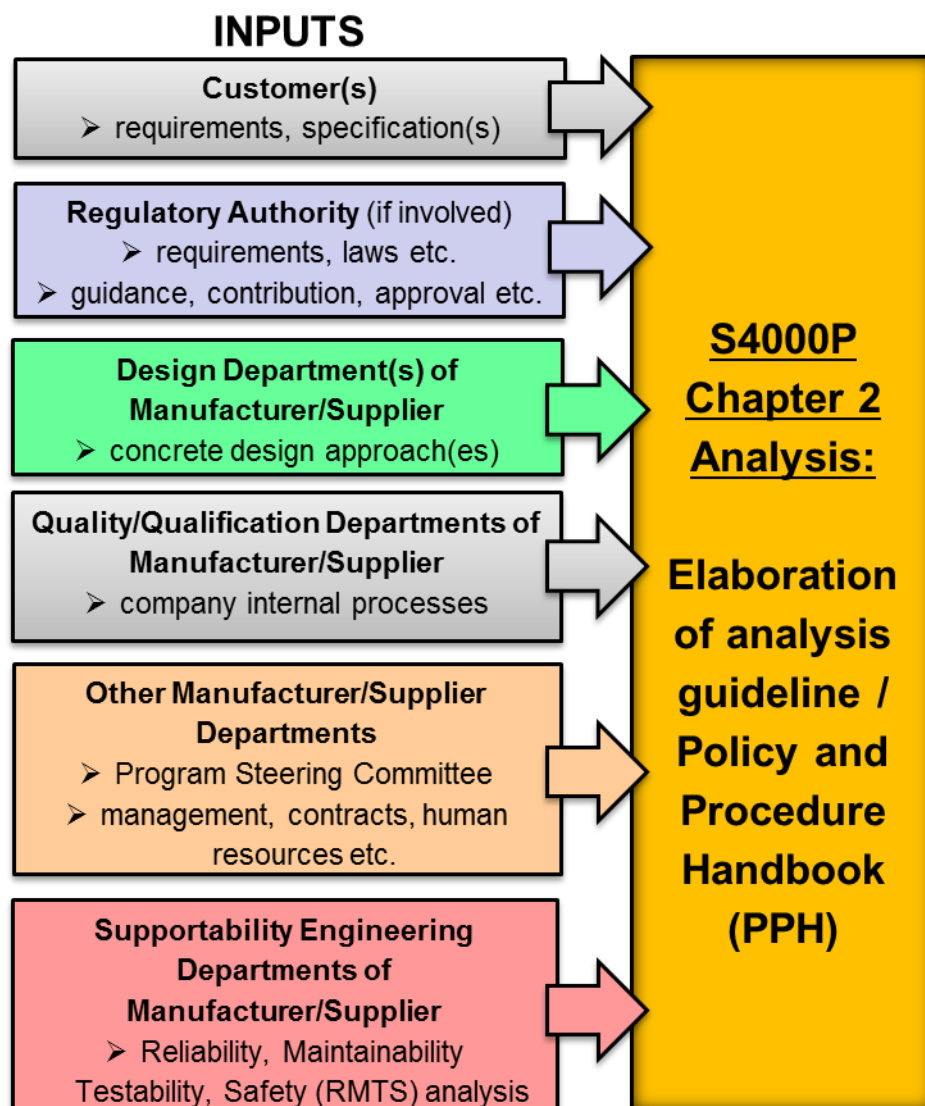 INPUTS
Customer(s)
➢ requirements, specification(s)
Regulatory Authority (if involved)
➢ requirements, laws etc.
➢ guidance, contribution, approval etc.
Design Department(s) of
Manufacturer/Supplier
➢ concrete design approach(es)
Quality/Qualification Departments of
Manufacturer/Supplier
➢ company internal processes
Other Manufacturer/Supplier
Departments
➢ Program Steering Committee
➢ management, contracts, human
resources etc.
Supportability Engineering
Departments of
Manufacturer/Supplier
➢ Reliability, Maintainability
Testability, Safety (RMTS) analysis
S4000P
Chapter 2
Analysis:
Elaboration
of analysis
guideline /
Policy and
Procedure
Handbook
(PPH)